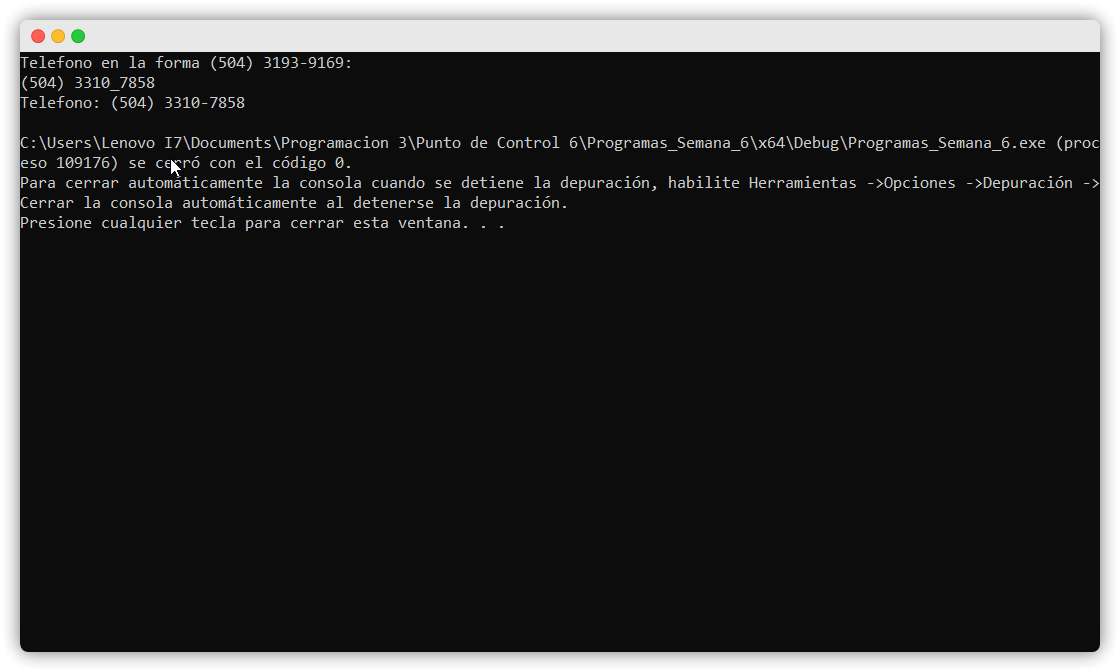 Telefono en la forma (504) 3193-9169:
(504) 3310_7858
Telefono: (504) 3310-7858
C:\Users\Lenovo I7\Documents\Programacion 3\Punto de Control 6\Programas_Semana_6\x64\Debug\Programas_Semana_6.exe (proc
eso 109176) se cerró con el código 0.
Para cerrar automáticamente la consola cuando se detiene la depuración, habilite Herramientas ->Opciones ->Depuración ->
Cerrar la consola automáticamente al detenerse la depuración.
Presione cualquier tecla para cerrar esta ventana. . .